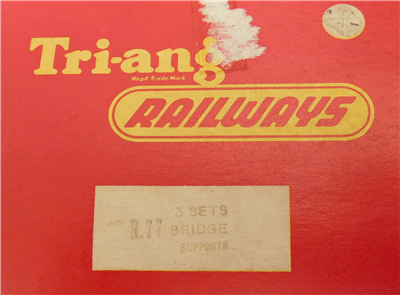 Tri-ang
Regd. Trade Mark
RAILWAYS
3 SETS
R.77 BRIDGE
SUPPORTS